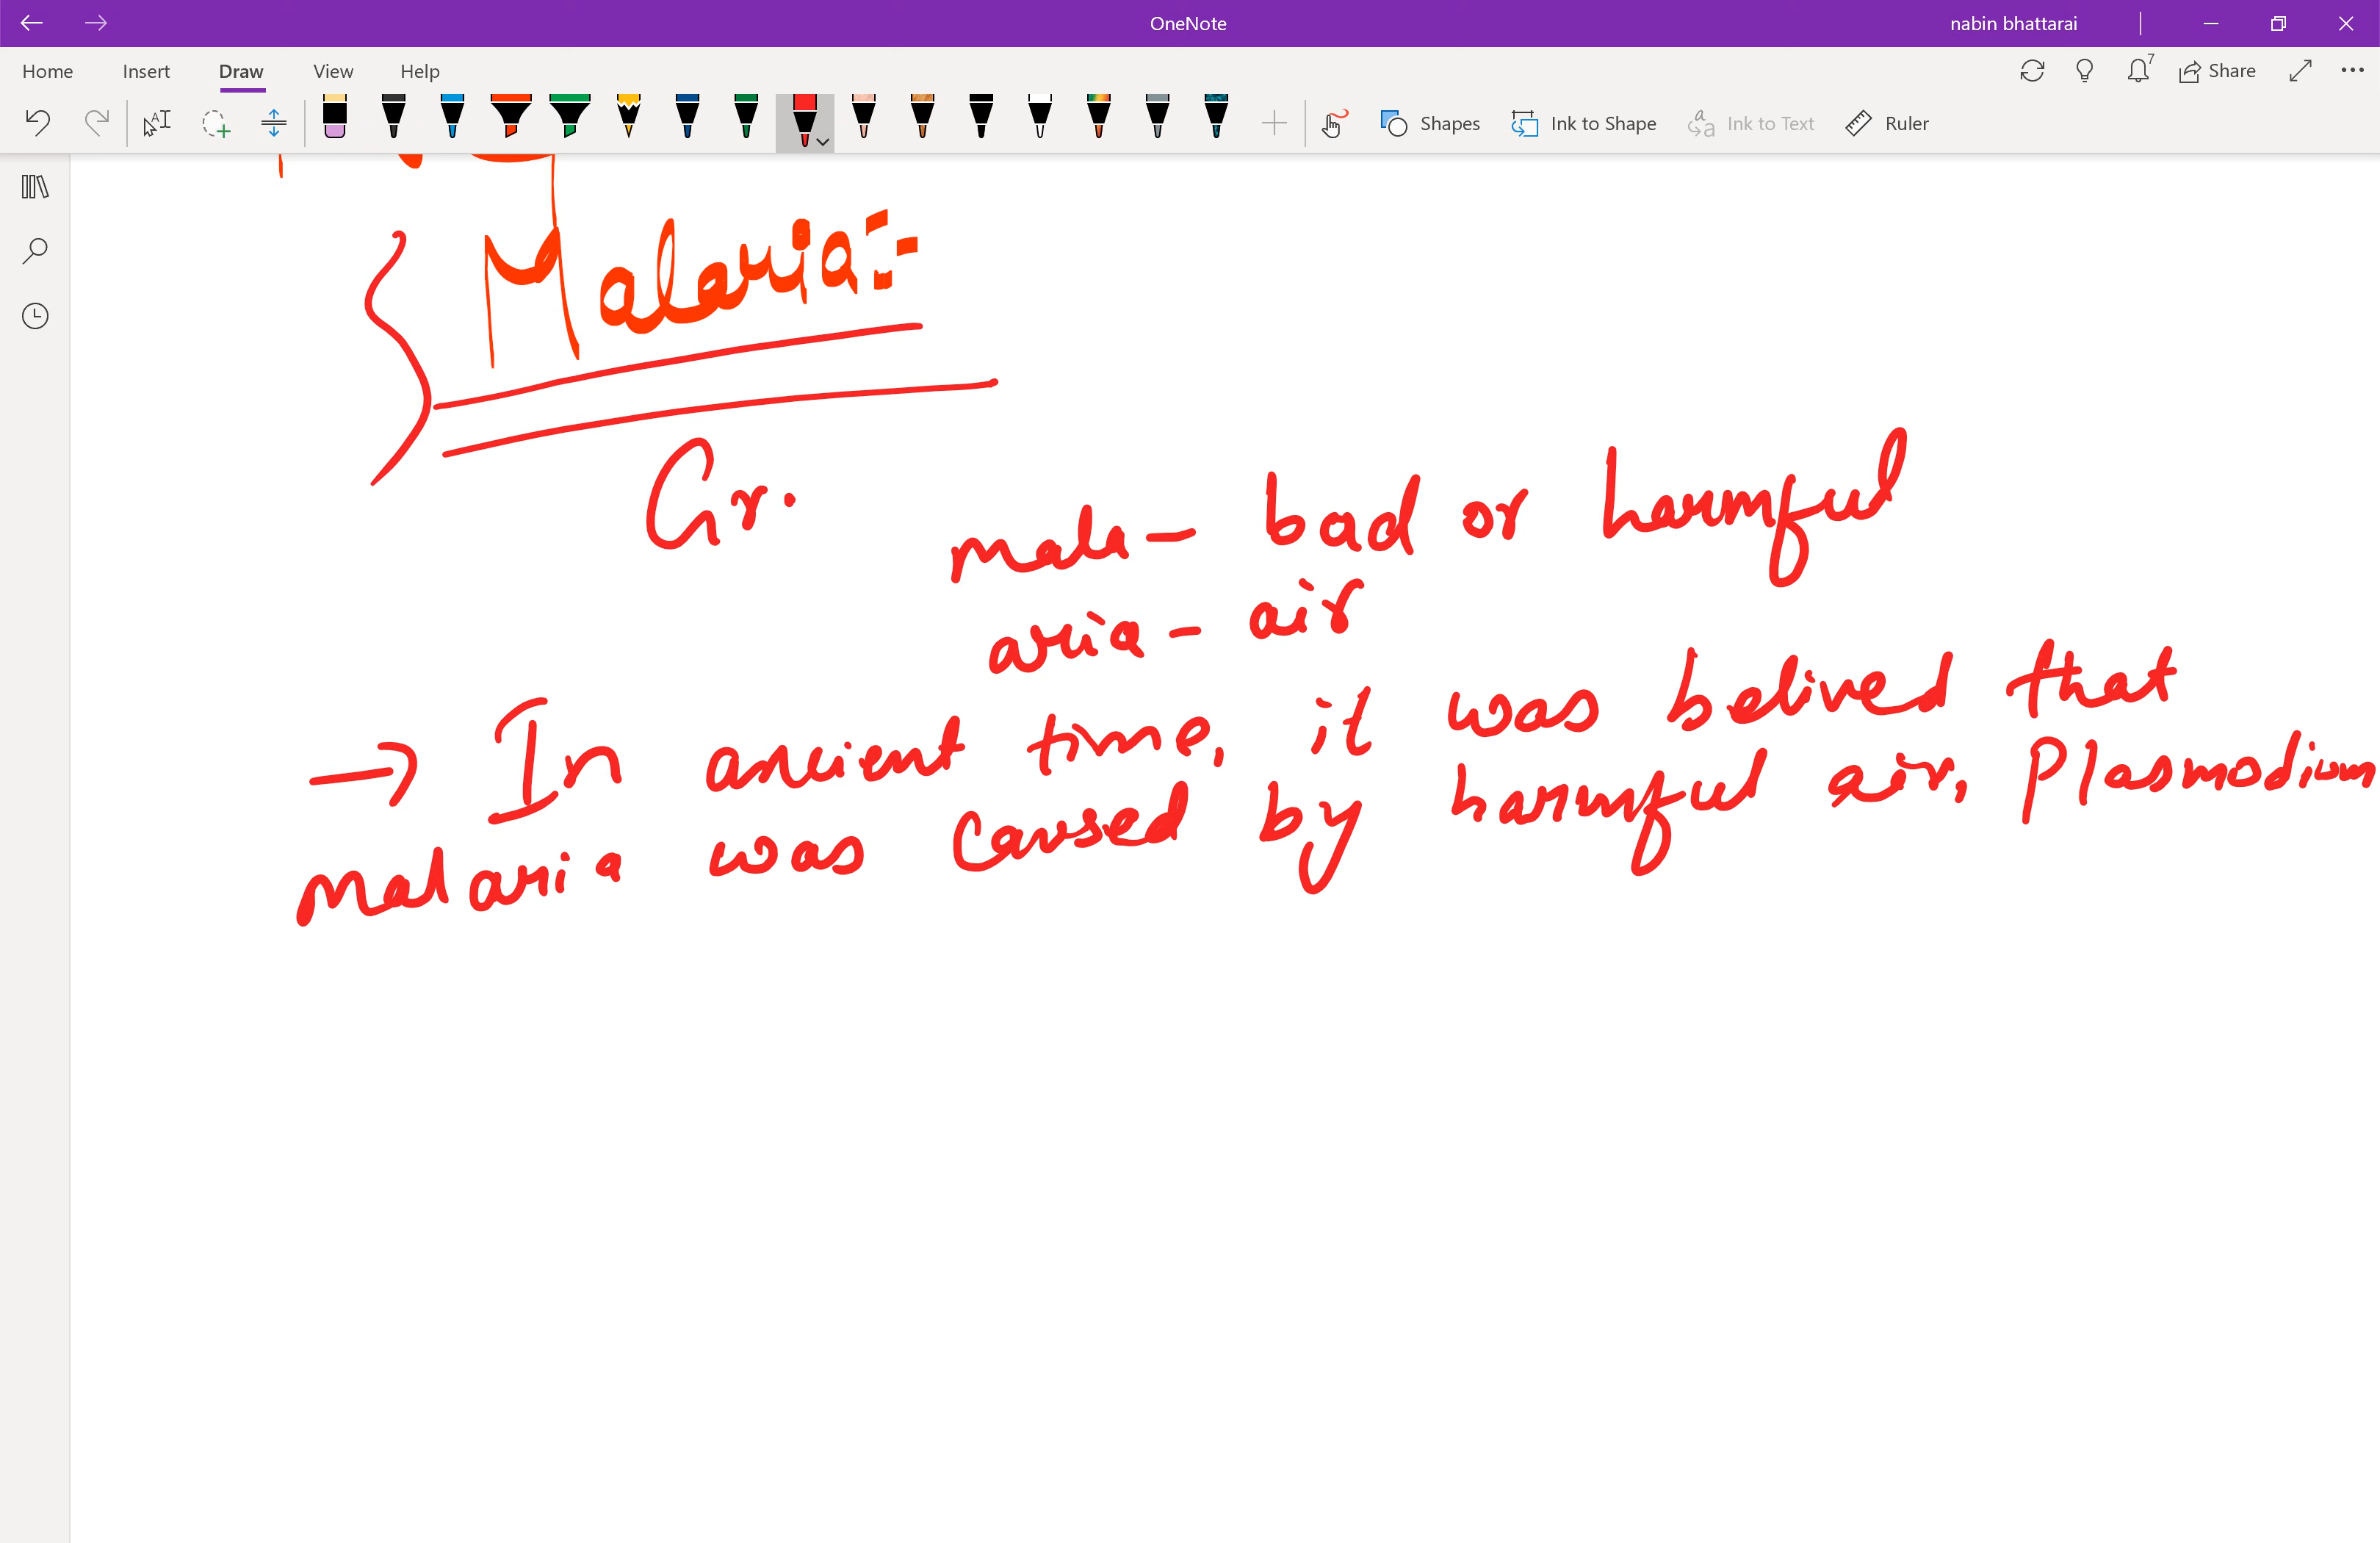 OneNote
nabin bhattarai
Home Insert Draw View Help
7 Share
Shapes Ink to Shape Ink to Text Ruler
Malaria:-
Gr.
mala - bad or harmful
aria - air
→ In ancient time, it was belived that
malaria was caused by harmful air, Plasmodium